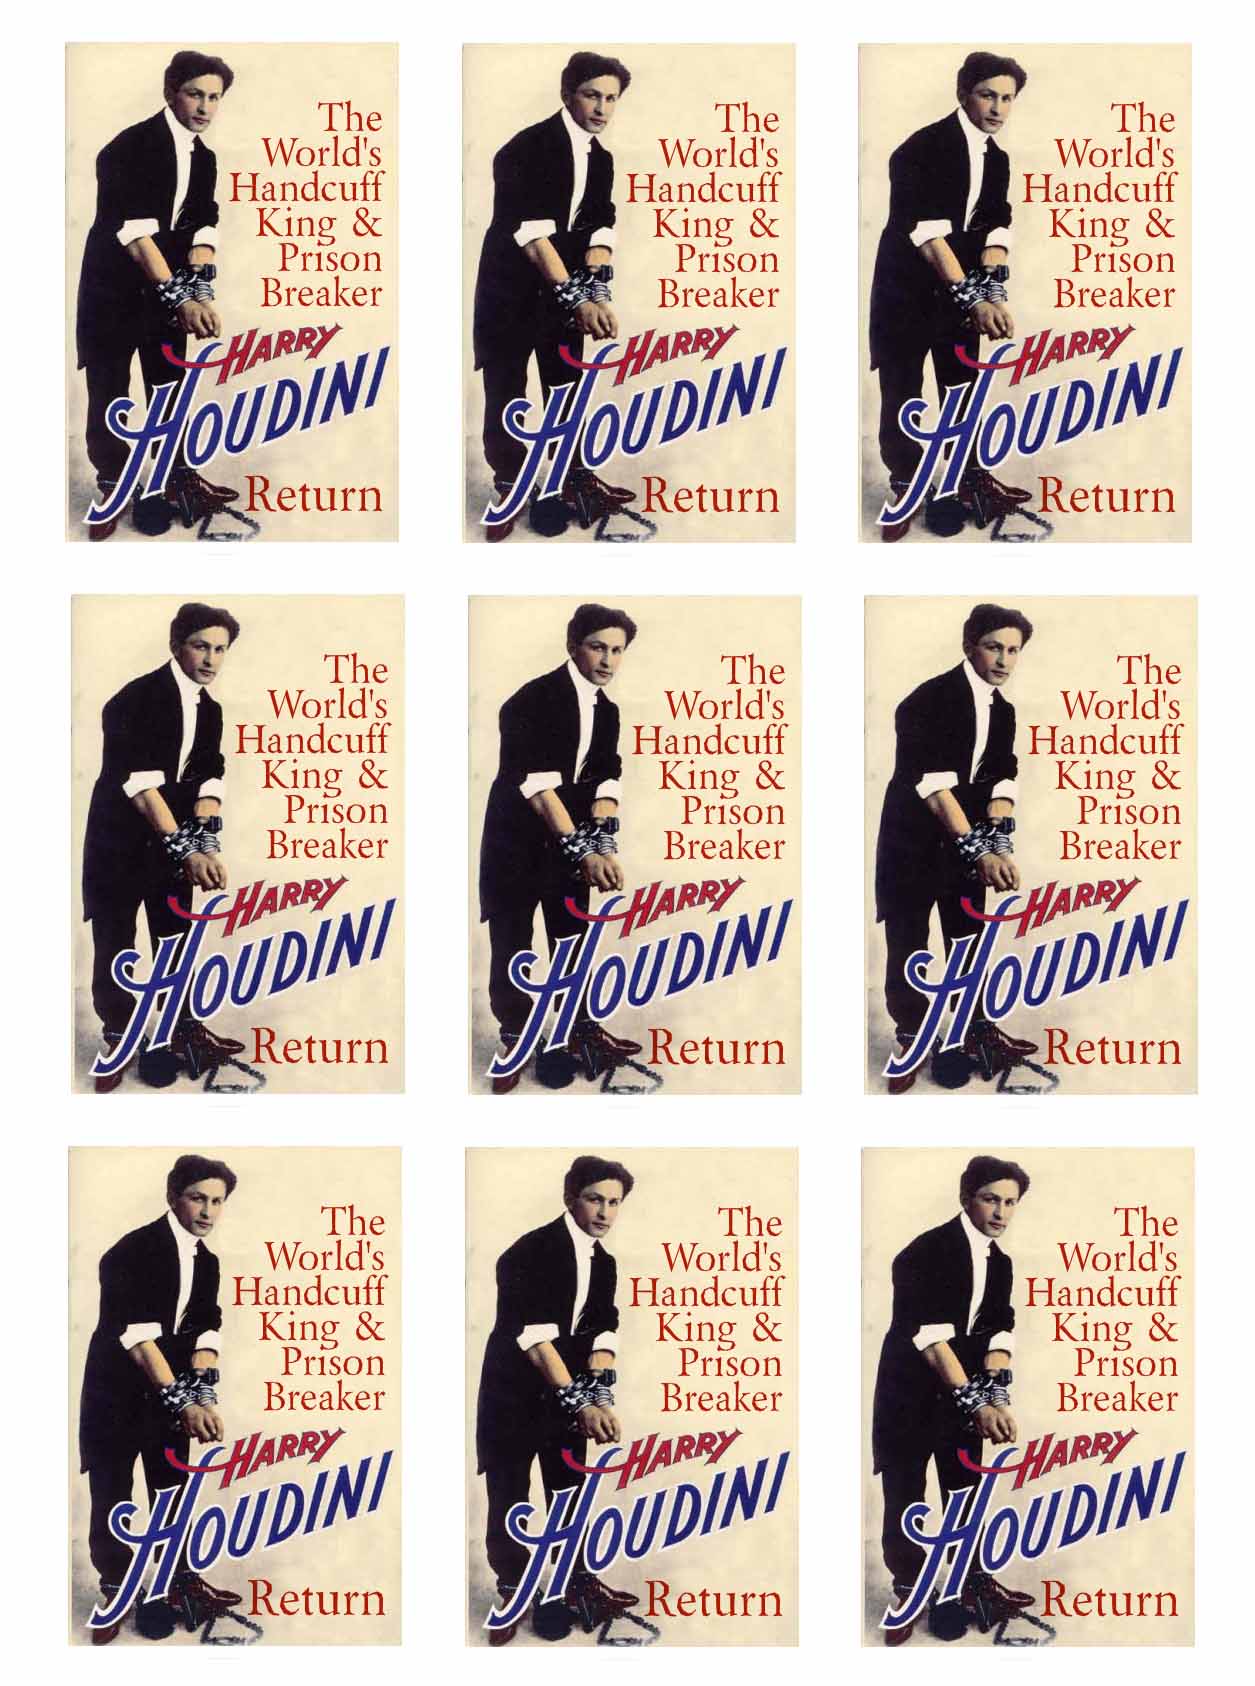 The
World's
Handcuff
King &
Prison
Breaker
HARRY
HOUDINI
Return
The
World's
Handcuff
King &
Prison
Breaker
HARRY
HOUDINI
Return
The
World's
Handcuff
King &
Prison
Breaker
HARRY
HOUDINI
Return
The
World's
Handcuff
King &
Prison
Breaker
HARRY
HOUDINI
Return
The
World's
Handcuff
King &
Prison
Breaker
HARRY
HOUDINI
Return
The
World's
Handcuff
King &
Prison
Breaker
HARRY
HOUDINI
Return
The
World's
Handcuff
King &
Prison
Breaker
HARRY
HOUDINI
Return
The
World's
Handcuff
King &
Prison
Breaker
HARRY
HOUDINI
Return
The
World's
Handcuff
King &
Prison
Breaker
HARRY
HOUDINI
Return